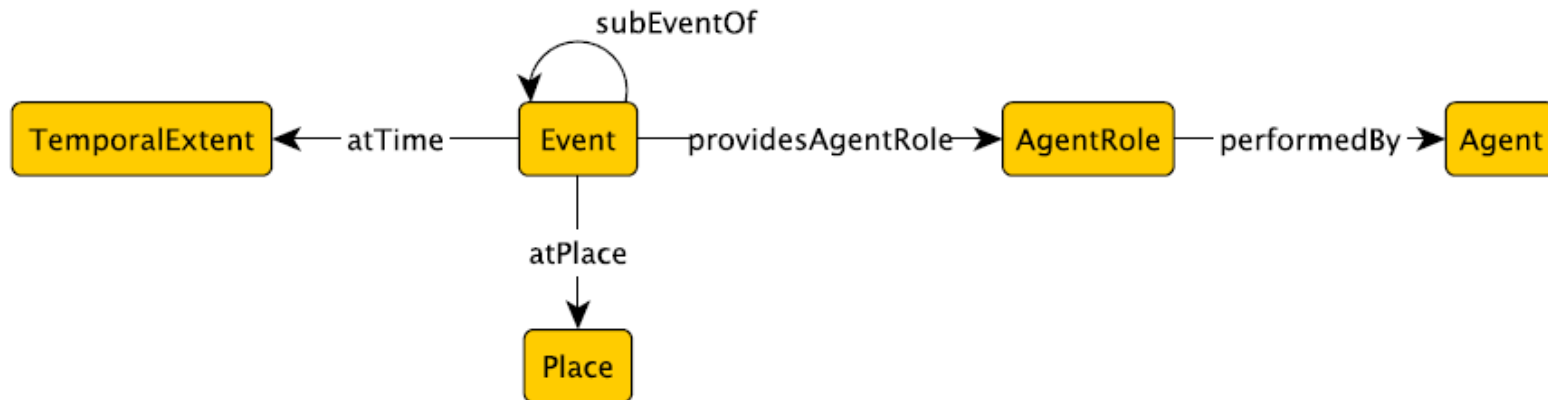 subEventOf
TemporalExtent
atTime
Event
providesAgentRole
AgentRole
performedBy
Agent
atPlace
Place